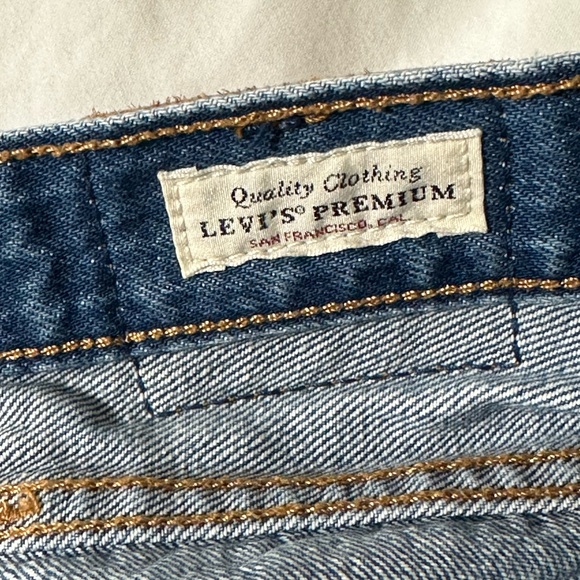 Quality Clothing
LEVI'S® PREMIUM
SAN FRANCISCO, CAL.